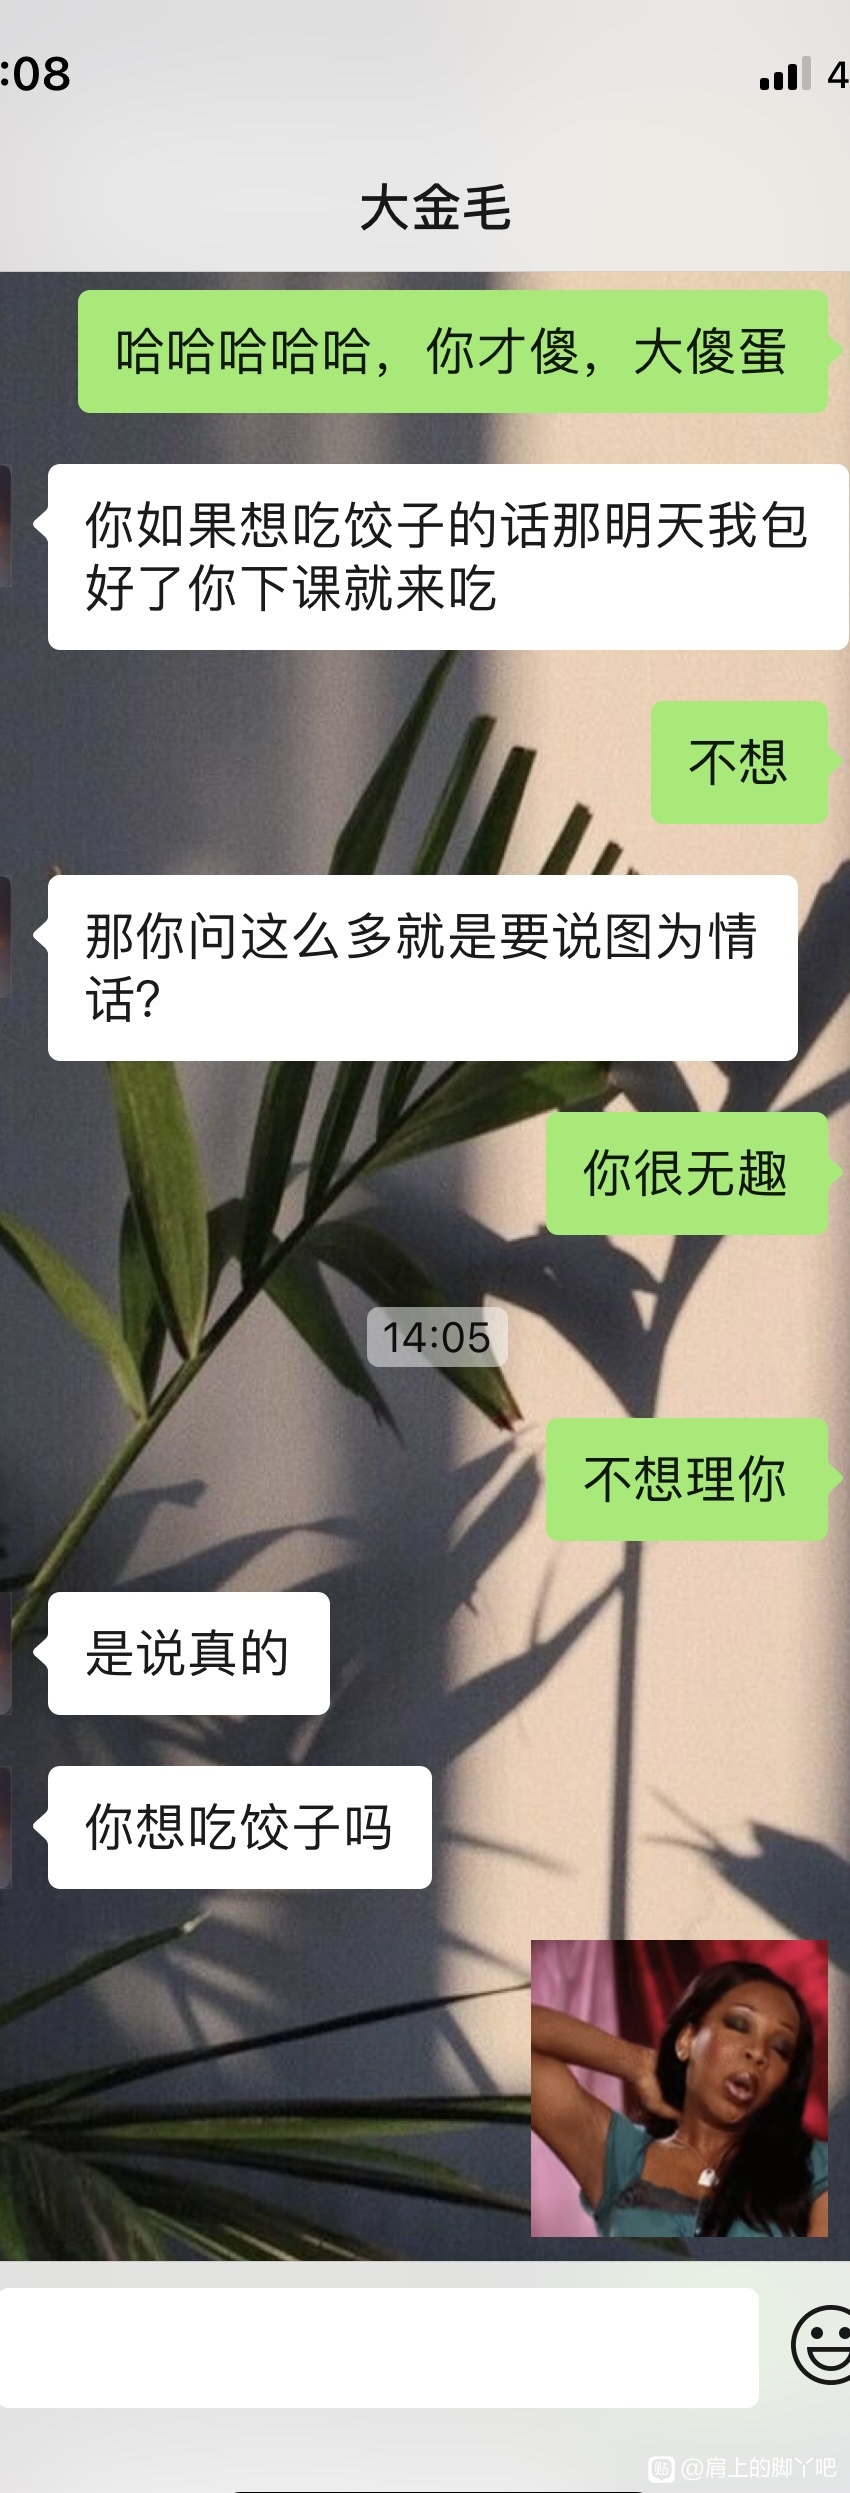 :08
4
大金毛
哈哈哈哈哈，你才傻，大傻蛋
你如果想吃饺子的话那明天我包
好了你下课就来吃
不想
那你问这么多就是要说图为情
话?
你很无趣
14:05
不想理你
是说真的
你想吃饺子吗
贴 @肩上的脚丫吧